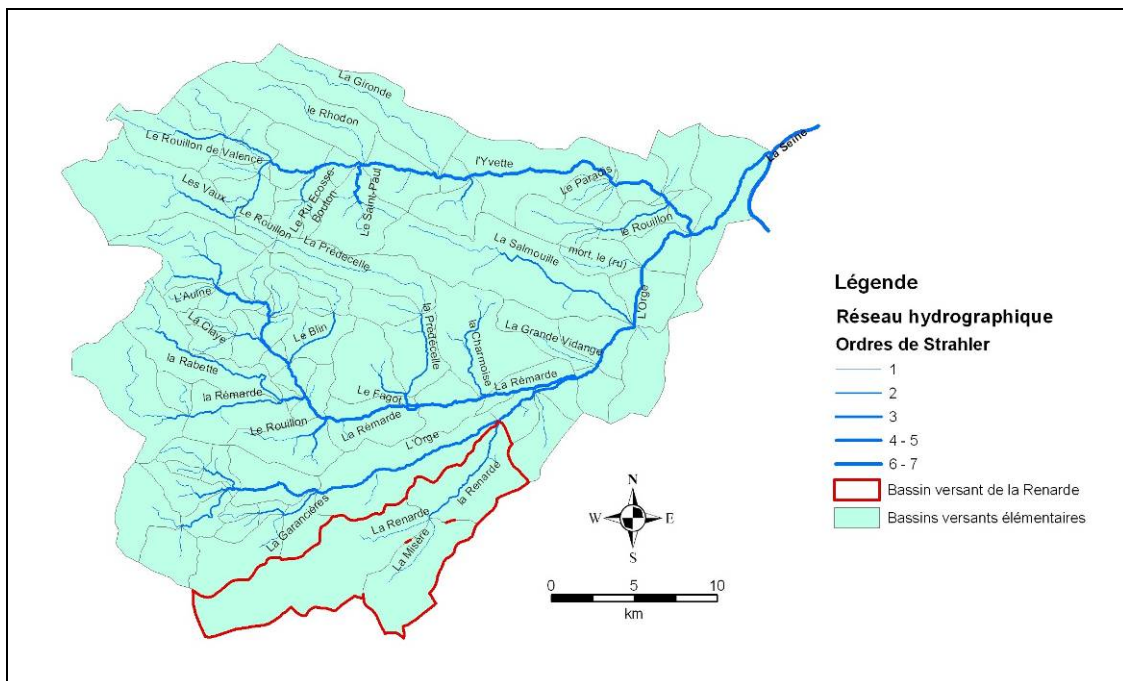 La Gironde
le Rhodon
La Seine
Le Rouillon de Valence
l'Yvette
Le Paradis
Les Vaux
Le Ru Ecosse-
Bouton
Le Saint-Paul
le Rouillon
Le Rouillon
La Prédecelle
La Salmouille
mort, le (ru)
L'Aulne
L'Orge
La Claye
Le Blin
la Prédecelle
la Charmoise
La Grande Vidange
la Rabette
La Rémarde
la Rémarde
Le Fagot
Le Rouillon
La Rémarde
L'Orge
la Renarde
La Garancières
La Renarde
La Misère
N
W
E
S
0
5
10
km
Légende
Réseau hydrographique
Ordres de Strahler
1
2
3
4 - 5
6 - 7
Bassin versant de la Renarde
Bassins versants élémentaires